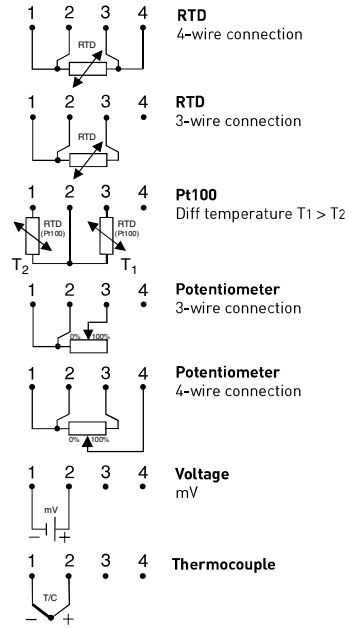 1 2 3 4
RTD
4-wire connection
RTD
1 2 3 4
RTD
3-wire connection
RTD
1 2 3 4
Pt100
Diff temperature T1 > T2
RTD
(Pt100)
RTD
(Pt100)
T2
T1
1 2 3 4
Potentiometer
3-wire connection
0% 100%
1 2 3 4
Potentiometer
4-wire connection
0% 100%
1 2 3 4
Voltage
mV
mV
− +
1 2 3 4
Thermocouple
T/C
− +